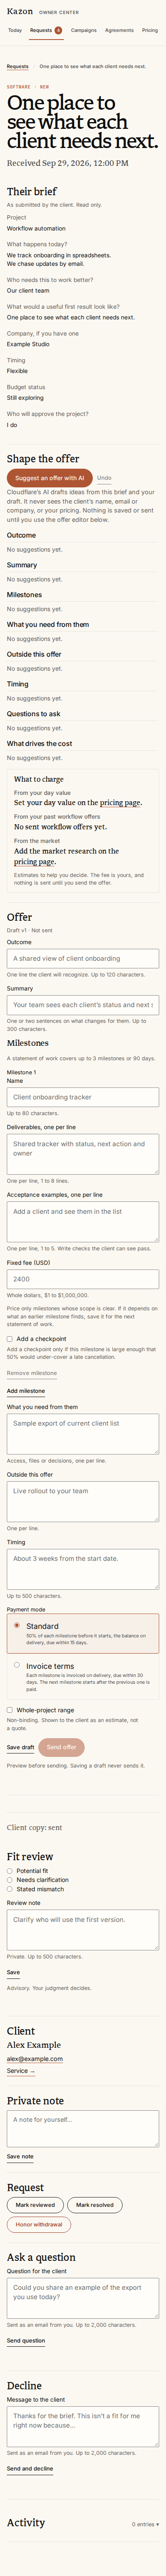 Kazon OWNER CENTER
Today Requests 8 Campaigns Agreements Pricing
Requests One place to see what each client needs next.
SOFTWARE · NEW
One place to
see what each
client needs next.
Received Sep 29, 2026, 12:00 PM
Their brief
As submitted by the client. Read only.
Project
Workflow automation
What happens today?
We track onboarding in spreadsheets.
We chase updates by email.
Who needs this to work better?
Our client team
What would a useful first result look like?
One place to see what each client needs next.
Company, if you have one
Example Studio
Timing
Flexible
Budget status
Still exploring
Who will approve the project?
I do
Shape the offer
Suggest an offer with AI Undo
Cloudflare's AI drafts ideas from this brief and your
draft. It never sees the client's name, email or
company, or your pricing. Nothing is saved or sent
until you use the offer editor below.
Outcome
No suggestions yet.
Summary
No suggestions yet.
Milestones
No suggestions yet.
What you need from them
No suggestions yet.
Outside this offer
No suggestions yet.
Timing
No suggestions yet.
Questions to ask
No suggestions yet.
What drives the cost
No suggestions yet.
What to charge
From your day value
Set your day value on the pricing page.
From your past workflow offers
No sent workflow offers yet.
From the market
Add the market research on the
pricing page.
Estimates to help you decide. The fee is yours, and
nothing is sent until you send the offer.
Offer
Draft v1 · Not sent
Outcome
A shared view of client onboarding
One line the client will recognize. Up to 120 characters.
Summary
Your team sees each client's status and next s
One or two sentences on what changes for them. Up to
300 characters.
Milestones
A statement of work covers up to 3 milestones or 90 days.
Milestone 1
Name
Client onboarding tracker
Up to 80 characters.
Deliverables, one per line
Shared tracker with status, next action and
owner
One per line, 1 to 8 lines.
Acceptance examples, one per line
Add a client and see them in the list
One per line, 1 to 5. Write checks the client can see pass.
Fixed fee (USD)
2400
Whole dollars, $1 to $1,000,000.
Price only milestones whose scope is clear. If it depends on
what an earlier milestone finds, save it for the next
statement of work.
Add a checkpoint
Add a checkpoint only if this milestone is large enough that
50% would under-cover a late cancellation.
Remove milestone
Add milestone
What you need from them
Sample export of current client list
Access, files or decisions, one per line.
Outside this offer
Live rollout to your team
One per line.
Timing
About 3 weeks from the start date.
Up to 500 characters.
Payment mode
Standard
50% of each milestone before it starts, the balance on
delivery, due within 15 days.
Invoice terms
Each milestone is invoiced on delivery, due within 30
days. The next milestone starts after the previous one is
paid.
Whole-project range
Non-binding. Shown to the client as an estimate, not
a quote.
Save draft Send offer
Preview before sending. Saving a draft never sends it.
Client copy: sent
Fit review
Potential fit
Needs clarification
Stated mismatch
Review note
Clarify who will use the first version.
Private. Up to 500 characters.
Save
Advisory. Your judgment decides.
Client
Alex Example
alex@example.com
Service →
Private note
A note for yourself…
Save note
Request
Mark reviewed Mark resolved
Honor withdrawal
Ask a question
Question for the client
Could you share an example of the export
you use today?
Sent as an email from you. Up to 2,000 characters.
Send question
Decline
Message to the client
Thanks for the brief. This isn't a fit for me
right now because…
Sent as an email from you. Up to 2,000 characters.
Send and decline
Activity 0 entries ▾